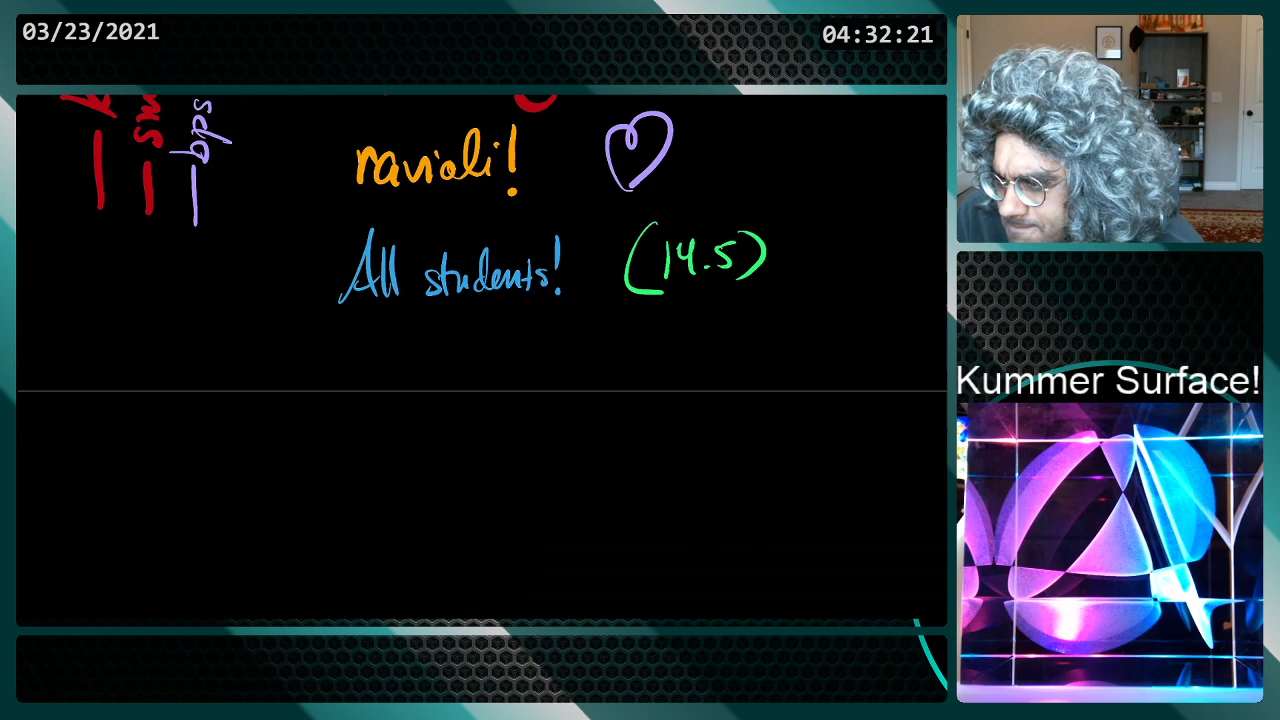 03/23/2021
04:32:21
bps
ravioli!
All students! (14.5)
Kummer Surface!